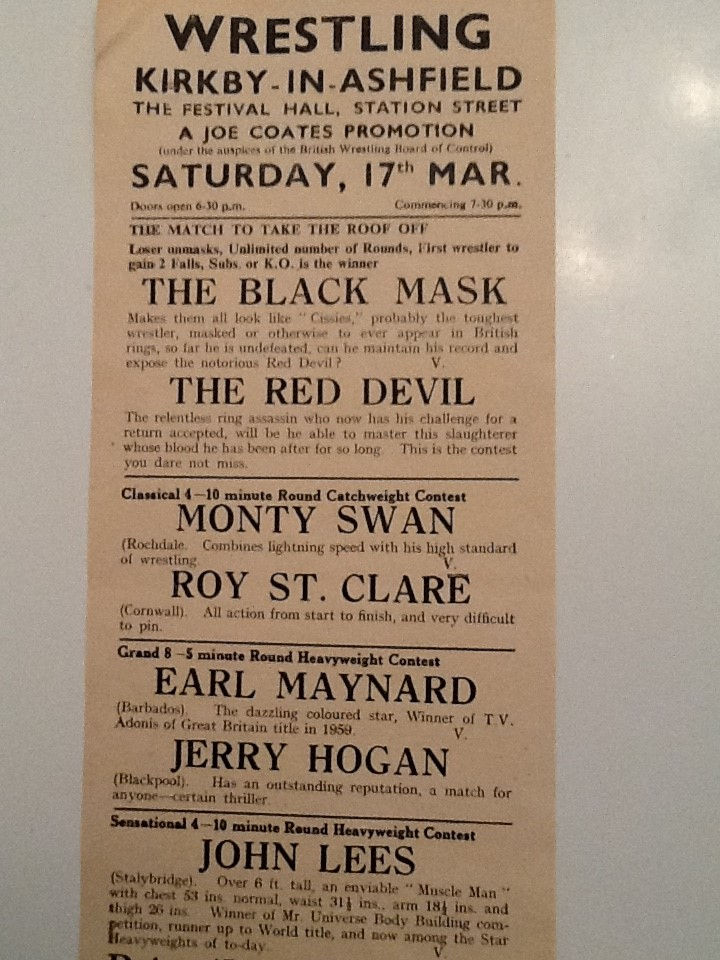 WRESTLING
KIRKBY-IN-ASHFIELD
THE FESTIVAL HALL, STATION STREET
A JOE COATES PROMOTION
(under the auspices of the British Wrestling Board of Control)
SATURDAY, 17th MAR.
Doors open 6-30 p.m. Commencing 7-30 p.m.
THE MATCH TO TAKE THE ROOF OFF
Loser unmasks, Unlimited number of Rounds, First wrestler to
gain 2 Falls, Subs. or K.O. is the winner
THE BLACK MASK
Makes them all look like "Cissies," probably the toughest
wrestler, masked or otherwise to ever appear in British
rings, so far he is undefeated, can he maintain his record and
expose the notorious Red Devil? V.
THE RED DEVIL
The relentless ring assassin who now has his challenge for a
return accepted, will be he able to master this slaughterer
whose blood he has been after for so long. This is the contest
you dare not miss.
Classical 4—10 minute Round Catchweight Contest
MONTY SWAN
(Rochdale. Combines lightning speed with his high standard
of wrestling. V.
ROY ST. CLARE
(Cornwall). All action from start to finish, and very difficult
to pin.
Grand 8—5 minute Round Heavyweight Contest
EARL MAYNARD
(Barbados). The dazzling coloured star, Winner of T.V.
Adonis of Great Britain title in 1959. V.
JERRY HOGAN
(Blackpool). Has an outstanding reputation, a match for
anyone—certain thriller
Sensational 4—10 minute Round Heavyweight Contest
JOHN LEES
(Stalybridge). Over 6 ft. tall, an enviable "Muscle Man"
with chest 53 ins. normal, waist 31½ ins., arm 18½ ins. and
thigh 26 ins. Winner of Mr. Universe Body Building com-
petition, runner up to World title, and now among the Star
Heavyweights of to-day. V.